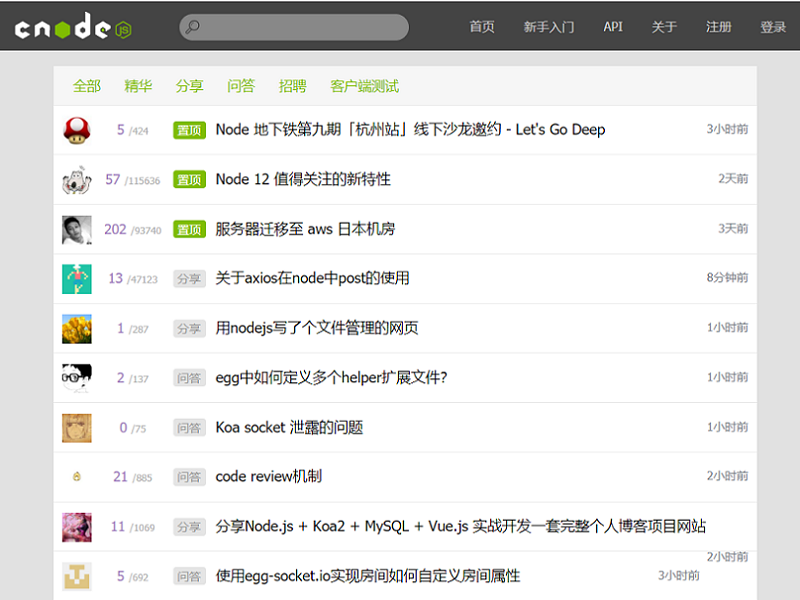 cnode JS 首页 新手入门 API 关于 注册 登录
全部 精华 分享 问答 招聘 客户端测试
5 /424 置顶 Node 地下铁第九期「杭州站」线下沙龙邀约 - Let's Go Deep 3小时前
57 /115636 置顶 Node 12 值得关注的新特性 2天前
202 /93740 置顶 服务器迁移至 aws 日本机房 3天前
13 /47123 分享 关于axios在node中post的使用 8分钟前
1 /287 分享 用nodejs写了个文件管理的网页 1小时前
2 /137 问答 egg中如何定义多个helper扩展文件? 1小时前
0 /75 问答 Koa socket 泄露的问题 1小时前
21 /885 问答 code review机制 2小时前
11 /1069 分享 分享Node.js + Koa2 + MySQL + Vue.js 实战开发一套完整个人博客项目网站
2小时前
5 /692 问答 使用egg-socket.io实现房间如何自定义房间属性 3小时前